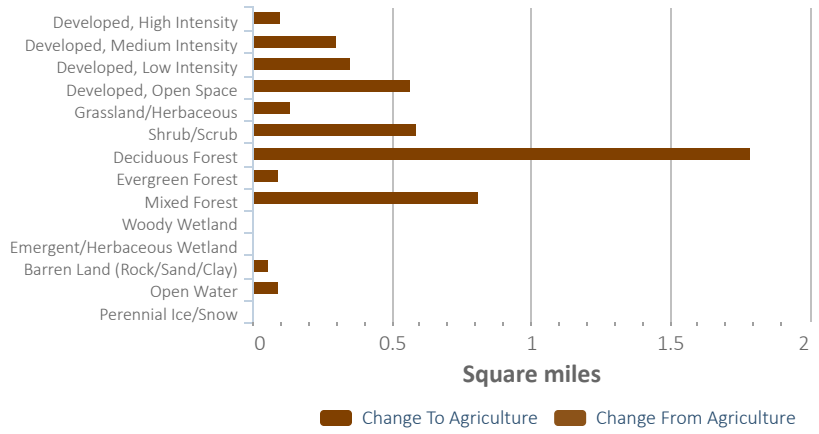 Developed, High Intensity
Developed, Medium Intensity
Developed, Low Intensity
Developed, Open Space
Grassland/Herbaceous
Shrub/Scrub
Deciduous Forest
Evergreen Forest
Mixed Forest
Woody Wetland
Emergent/Herbaceous Wetland
Barren Land (Rock/Sand/Clay)
Open Water
Perennial Ice/Snow
0 0.5 1 1.5 2
Square miles
Change To Agriculture Change From Agriculture